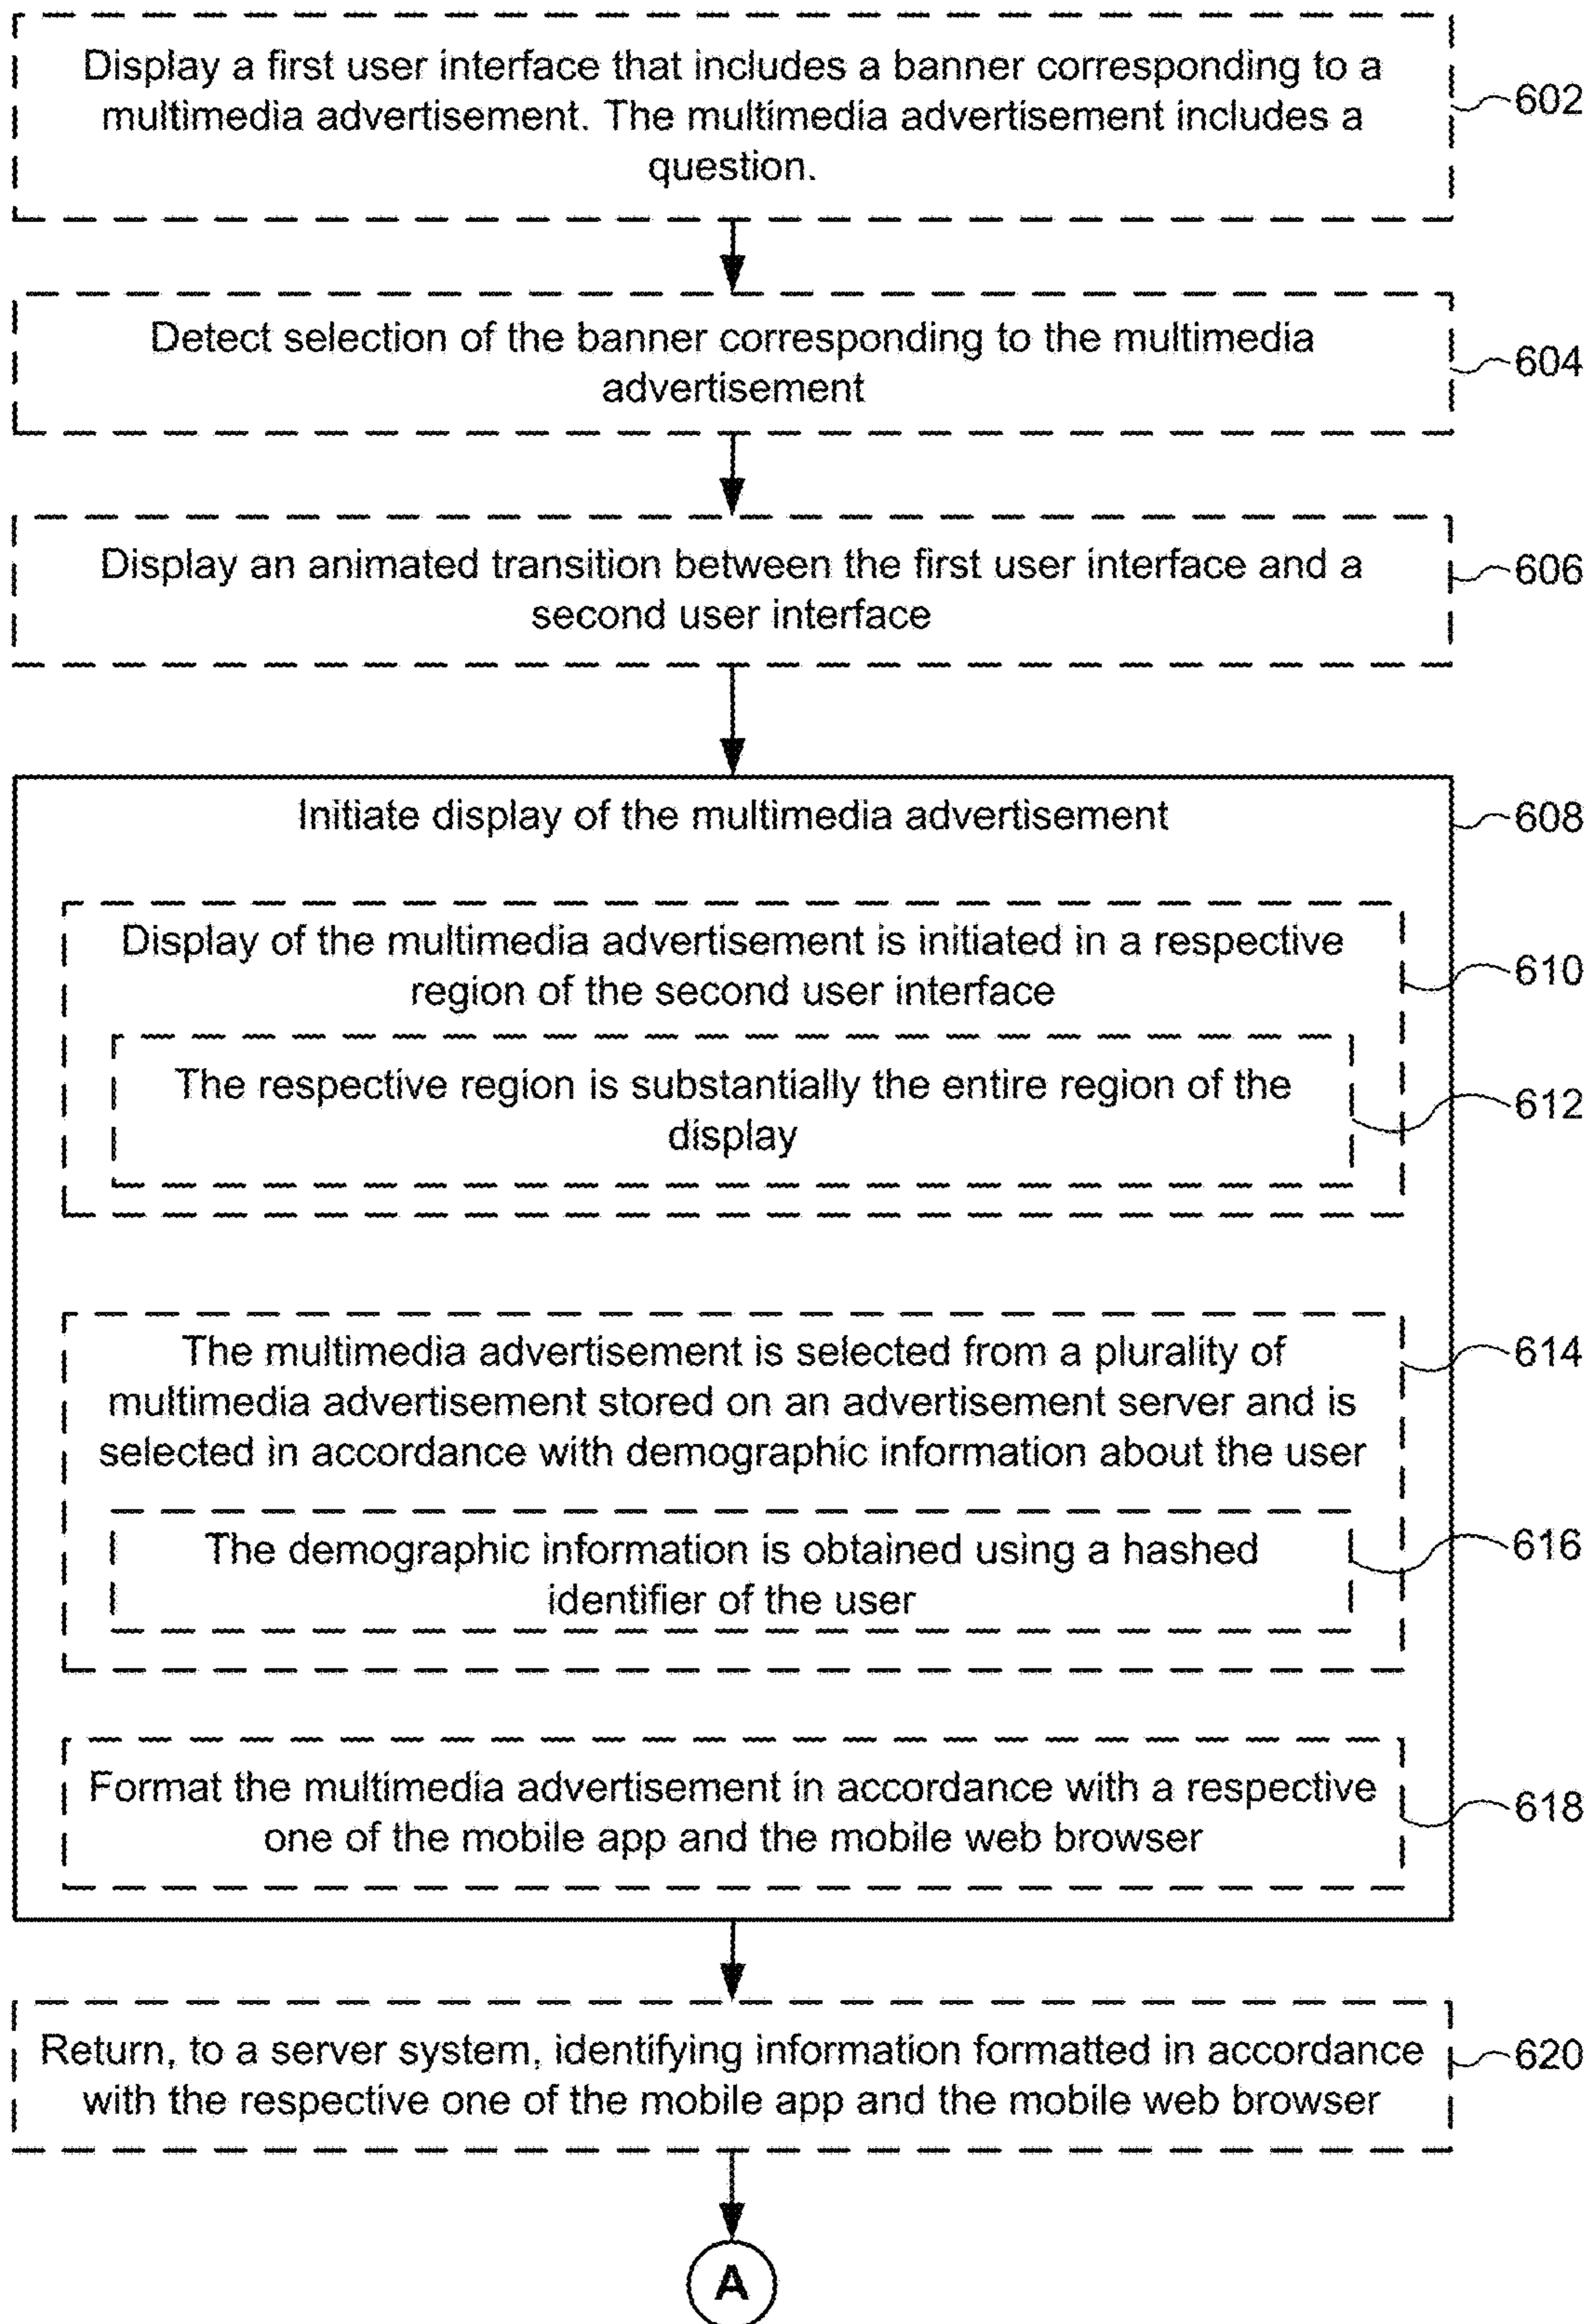 Display a first user interface that includes a banner corresponding to a
multimedia advertisement. The multimedia advertisement includes a
question.
602
Detect selection of the banner corresponding to the multimedia
advertisement
604
Display an animated transition between the first user interface and a
second user interface
606
Initiate display of the multimedia advertisement
608
Display of the multimedia advertisement is initiated in a respective
region of the second user interface
610
The respective region is substantially the entire region of the
display
612
The multimedia advertisement is selected from a plurality of
multimedia advertisement stored on an advertisement server and is
selected in accordance with demographic information about the user
614
The demographic information is obtained using a hashed
identifier of the user
616
Format the multimedia advertisement in accordance with a respective
one of the mobile app and the mobile web browser
618
Return, to a server system, identifying information formatted in accordance
with the respective one of the mobile app and the mobile web browser
620
A